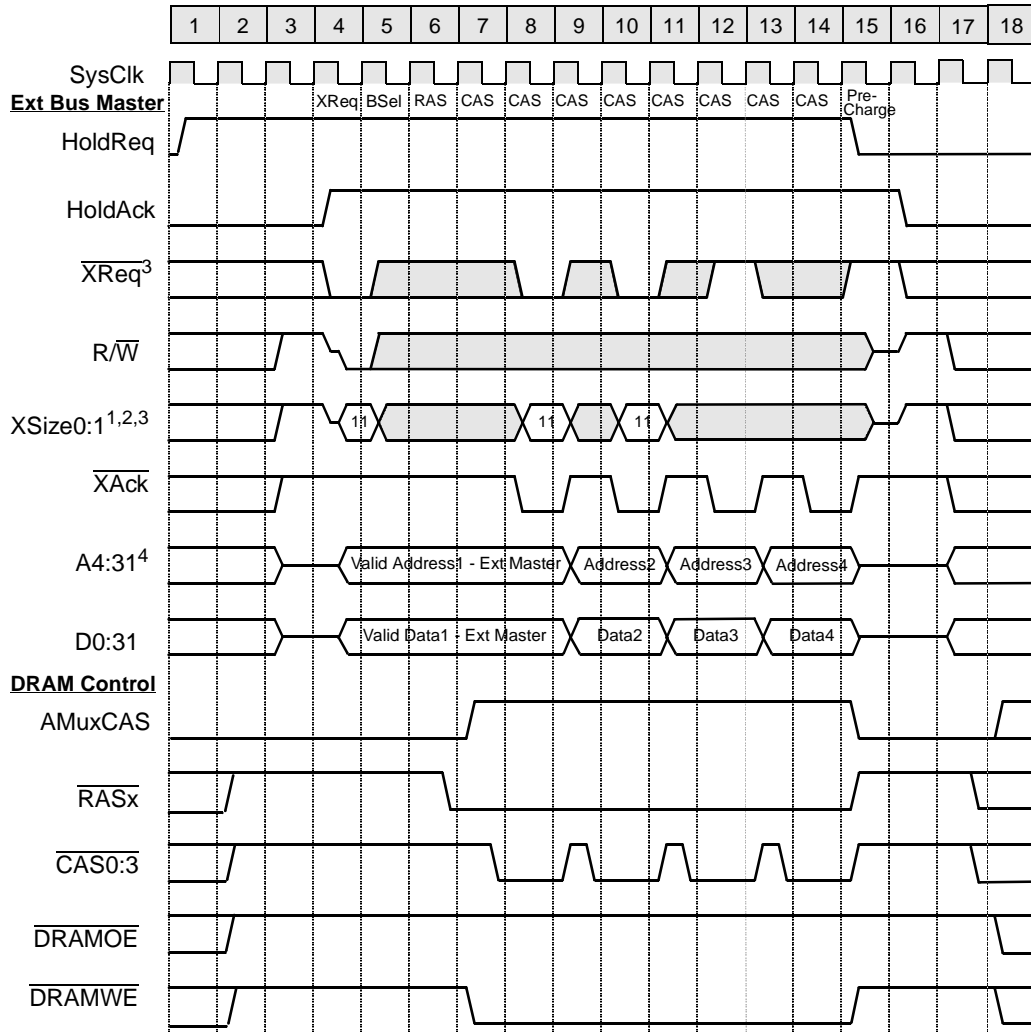 1 2 3 4 5 6 7 8 9 10 11 12 13 14 15 16 17 18
SysClk
Ext Bus Master
XReq BSel RAS CAS CAS CAS CAS CAS CAS CAS CAS Pre-
Charge
HoldReq
HoldAck
XReq3
R/W
XSize0:11,2,3
11 11 11
XAck
A4:314
Valid Address1 - Ext Master Address2 Address3 Address4
D0:31
Valid Data1 - Ext Master Data2 Data3 Data4
DRAM Control
AMuxCAS
RASx
CAS0:3
DRAMOE
DRAMWE